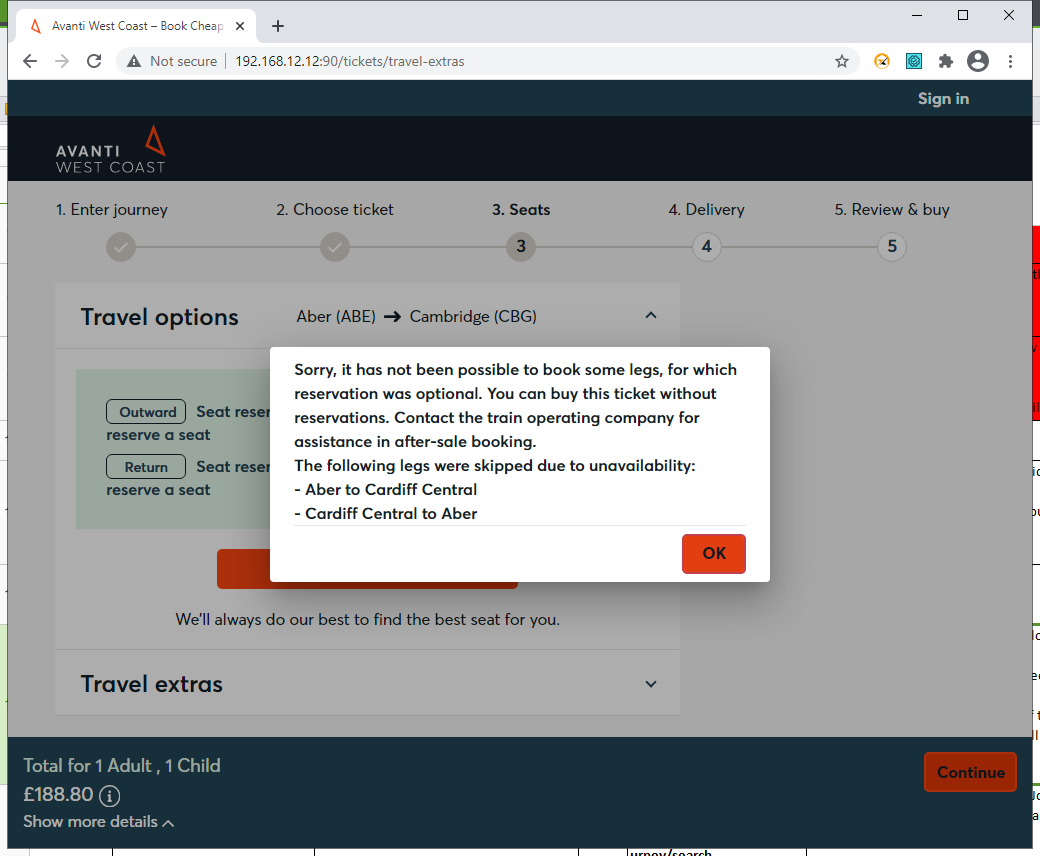 Avanti West Coast – Book Cheap
Not secure | 192.168.12.12:90/tickets/travel-extras
Sign in
AVANTI
WEST COAST
1. Enter journey
2. Choose ticket
3. Seats
4. Delivery
5. Review & buy
3
4
5
Travel options
Aber (ABE) → Cambridge (CBG)
Sorry, it has not been possible to book some legs, for which
reservation was optional. You can buy this ticket without
reservations. Contact the train operating company for
assistance in after-sale booking.
The following legs were skipped due to unavailability:
- Aber to Cardiff Central
- Cardiff Central to Aber
OK
Outward Seat reser
reserve a seat
Return Seat reser
reserve a seat
We'll always do our best to find the best seat for you.
Travel extras
Total for 1 Adult , 1 Child
£188.80
Show more details
Continue
urney/search